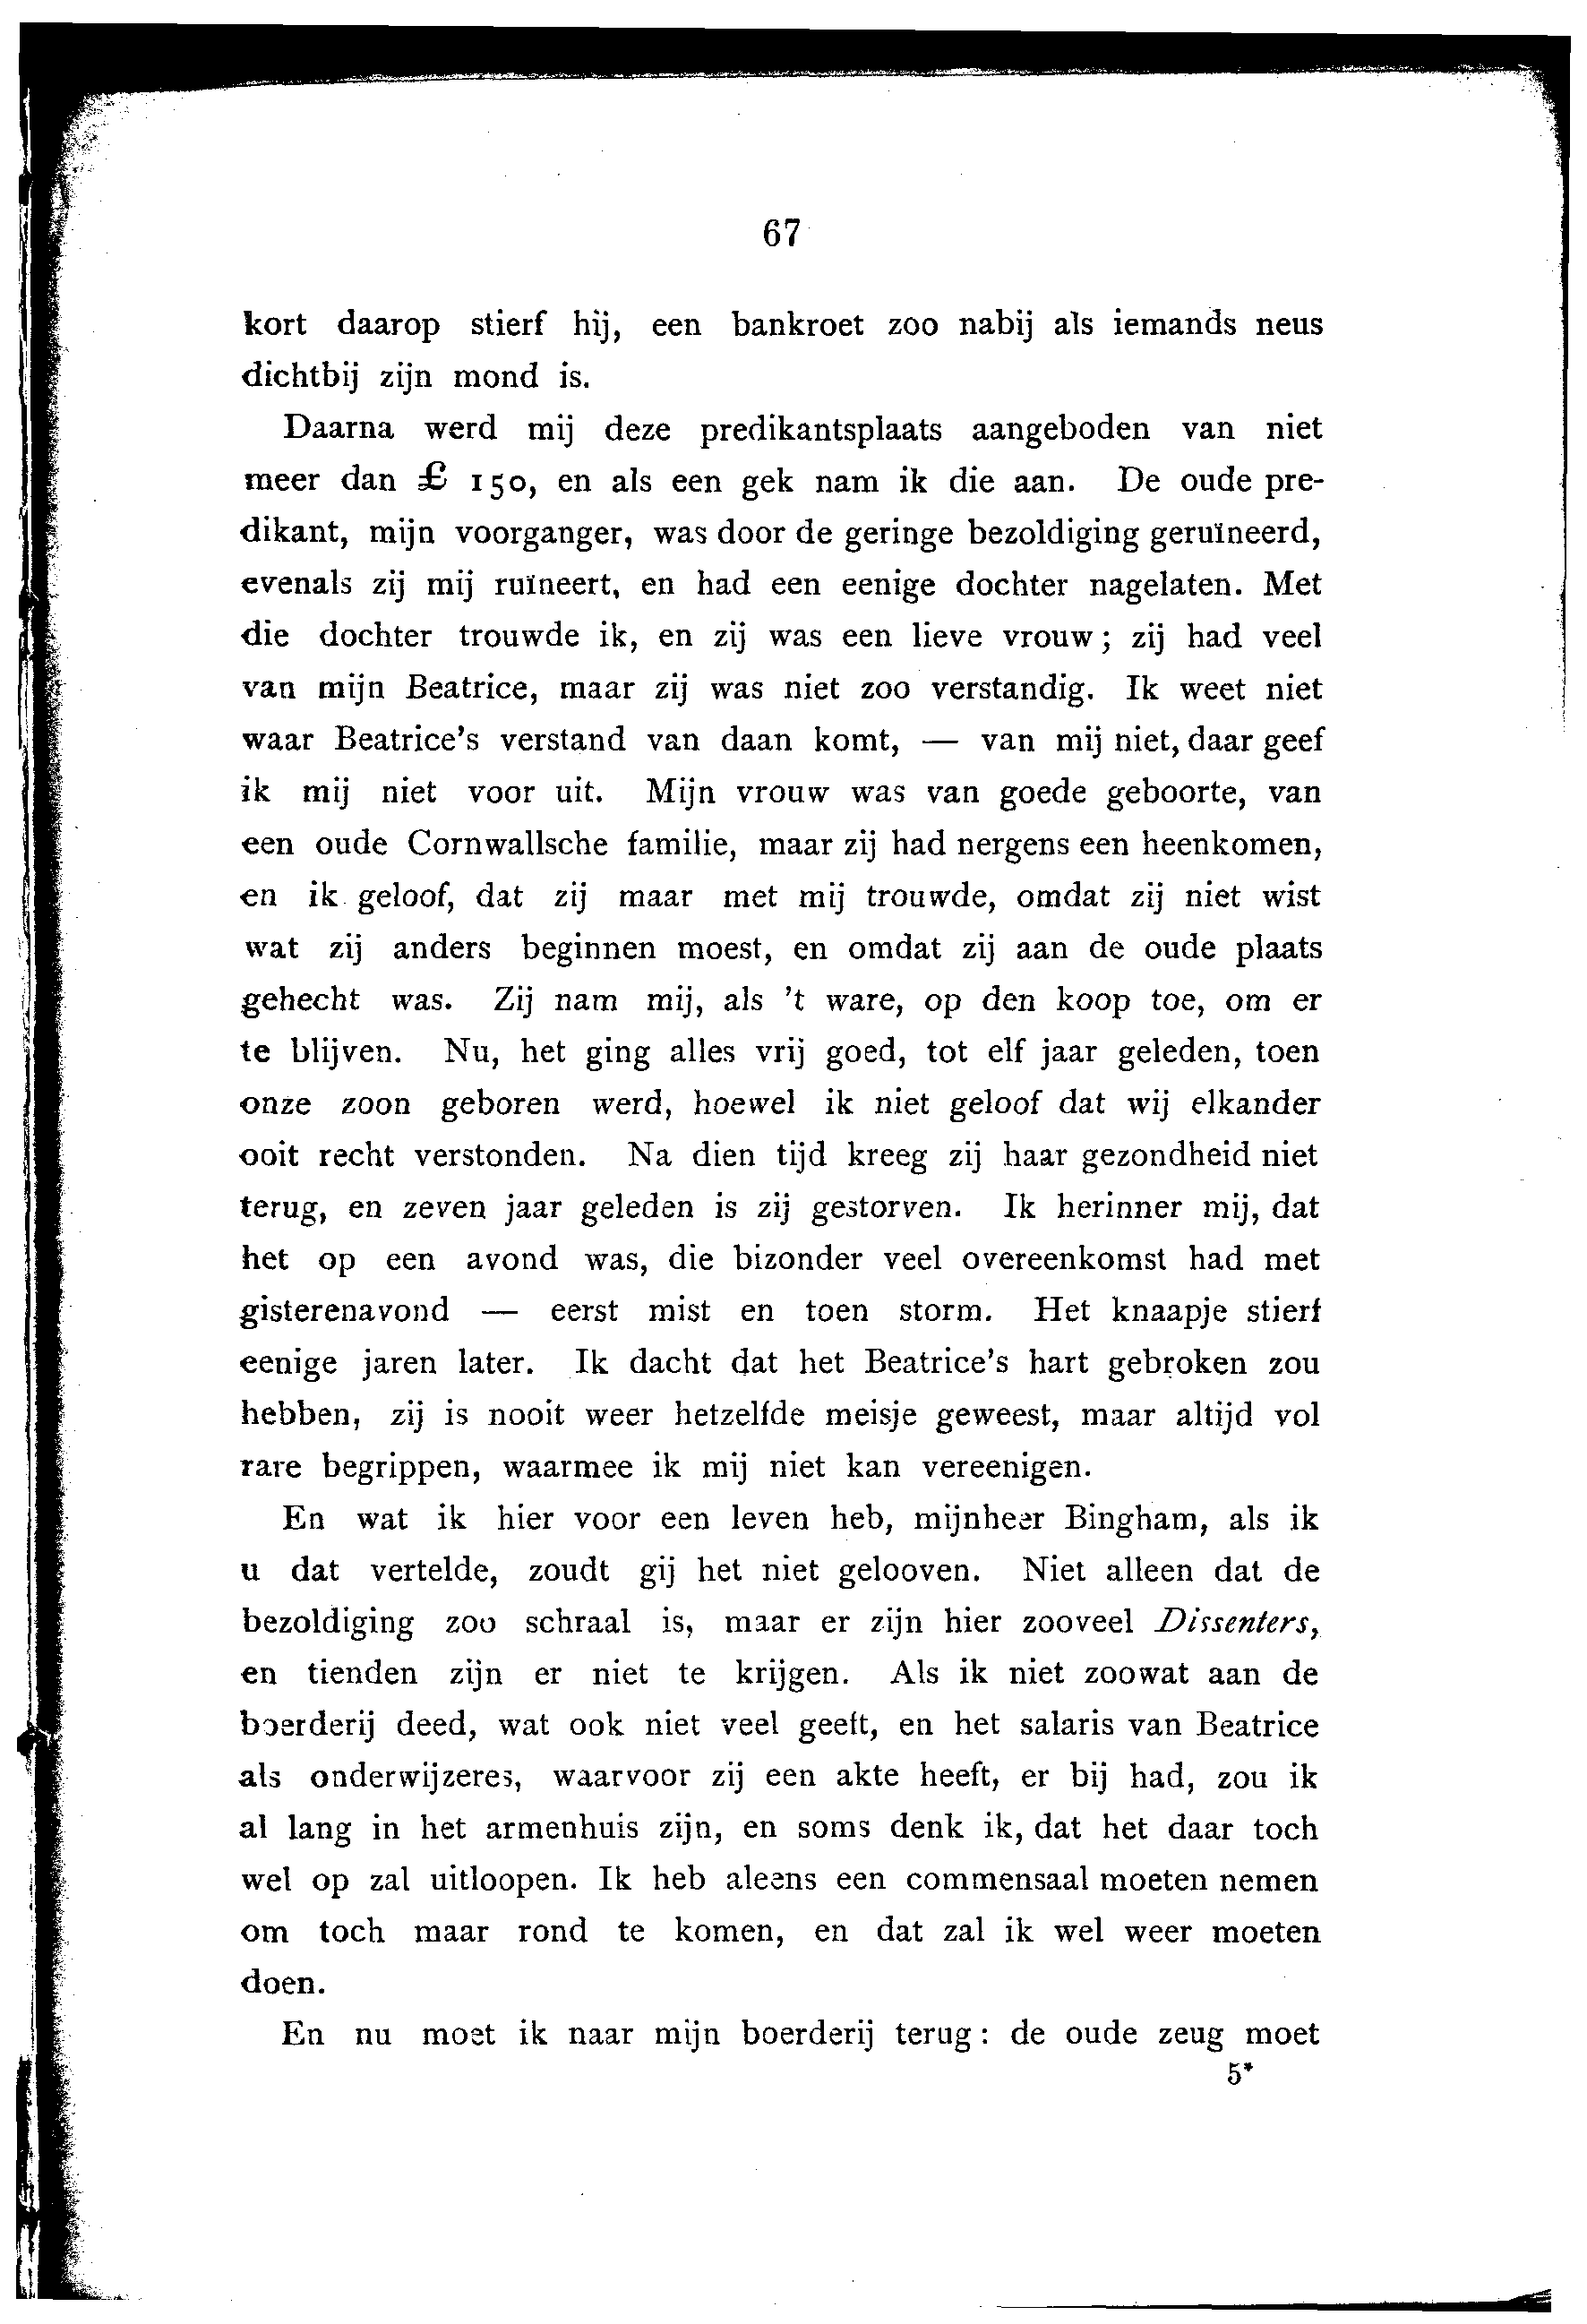 67
kort daarop stierf hij, een bankroet zoo nabij als iemands neus
dichtbij zijn mond is.
Daarna werd mij deze predikantsplaats aangeboden van niet
meer dan £ 150, en als een gek nam ik die aan. De oude pre-
dikant, mijn voorganger, was door de geringe bezoldiging geruïneerd,
evenals zij mij ruïneert, en had een eenige dochter nagelaten. Met
die dochter trouwde ik, en zij was een lieve vrouw; zij had veel
van mijn Beatrice, maar zij was niet zoo verstandig. Ik weet niet
waar Beatrice's verstand van daan komt, — van mij niet, daar geef
ik mij niet voor uit. Mijn vrouw was van goede geboorte, van
een oude Cornwallsche familie, maar zij had nergens een heenkomen,
en ik geloof, dat zij maar met mij trouwde, omdat zij niet wist
wat zij anders beginnen moest, en omdat zij aan de oude plaats
gehecht was. Zij nam mij, als 't ware, op den koop toe, om er
te blijven. Nu, het ging alles vrij goed, tot elf jaar geleden, toen
onze zoon geboren werd, hoewel ik niet geloof dat wij elkander
ooit recht verstonden. Na dien tijd kreeg zij haar gezondheid niet
terug, en zeven jaar geleden is zij gestorven. Ik herinner mij, dat
het op een avond was, die bizonder veel overeenkomst had met
gisterenavond — eerst mist en toen storm. Het knaapje stierf
eenige jaren later. Ik dacht dat het Beatrice's hart gebroken zou
hebben, zij is nooit weer hetzelfde meisje geweest, maar altijd vol
rare begrippen, waarmee ik mij niet kan vereenigen.
En wat ik hier voor een leven heb, mijnheer Bingham, als ik
u dat vertelde, zoudt gij het niet gelooven. Niet alleen dat de
bezoldiging zoo schraal is, maar er zijn hier zooveel Dissenters,
en tienden zijn er niet te krijgen. Als ik niet zoowat aan de
boerderij deed, wat ook niet veel geeft, en het salaris van Beatrice
als onderwijzeres, waarvoor zij een akte heeft, er bij had, zou ik
al lang in het armenhuis zijn, en soms denk ik, dat het daar toch
wel op zal uitloopen. Ik heb aleens een commensaal moeten nemen
om toch maar rond te komen, en dat zal ik wel weer moeten
doen.
En nu moet ik naar mijn boerderij terug: de oude zeug moet
5*